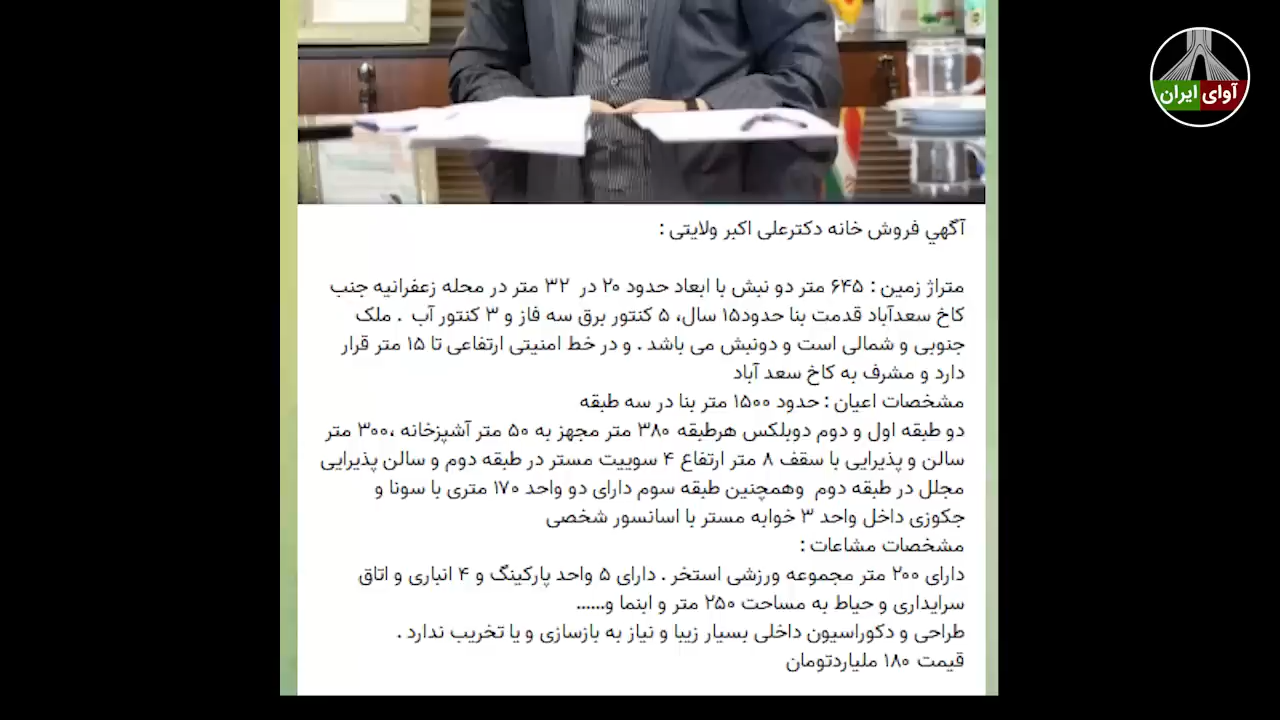 آوای ایران
آگهي فروش خانه دکترعلی اکبر ولایتی :
متراژ زمین : ۶۴۵ متر دو نبش با ابعاد حدود ۲۰ در ۳۲ متر در محله زعفرانیه جنب
کاخ سعدآباد قدمت بنا حدود۱۵ سال، ۵ کنتور برق سه فاز و ۳ کنتور آب . ملک
جنوبی و شمالی است و دونبش می باشد . و در خط امنیتی ارتفاعی تا ۱۵ متر قرار
دارد و مشرف به کاخ سعد آباد
مشخصات اعیان : حدود ۱۵۰۰ متر بنا در سه طبقه
دو طبقه اول و دوم دوبلکس هرطبقه ۳۸۰ متر مجهز به ۵۰ متر آشپزخانه ،۳۰۰ متر
سالن و پذیرایی با سقف ۸ متر ارتفاع ۴ سوییت مستر در طبقه دوم و سالن پذیرایی
مجلل در طبقه دوم وهمچنین طبقه سوم دارای دو واحد ۱۷۰ متری با سونا و
جکوزی داخل واحد ۳ خوابه مستر با اسانسور شخصی
مشخصات مشاعات :
دارای ۲۰۰ متر مجموعه ورزشی استخر . دارای ۵ واحد پارکینگ و ۴ انباری و اتاق
سرایداری و حیاط به مساحت ۲۵۰ متر و ابنما و......
طراحی و دکوراسیون داخلی بسیار زیبا و نیاز به بازسازی و یا تخریب ندارد .
قیمت ۱۸۰ ملیاردتومان